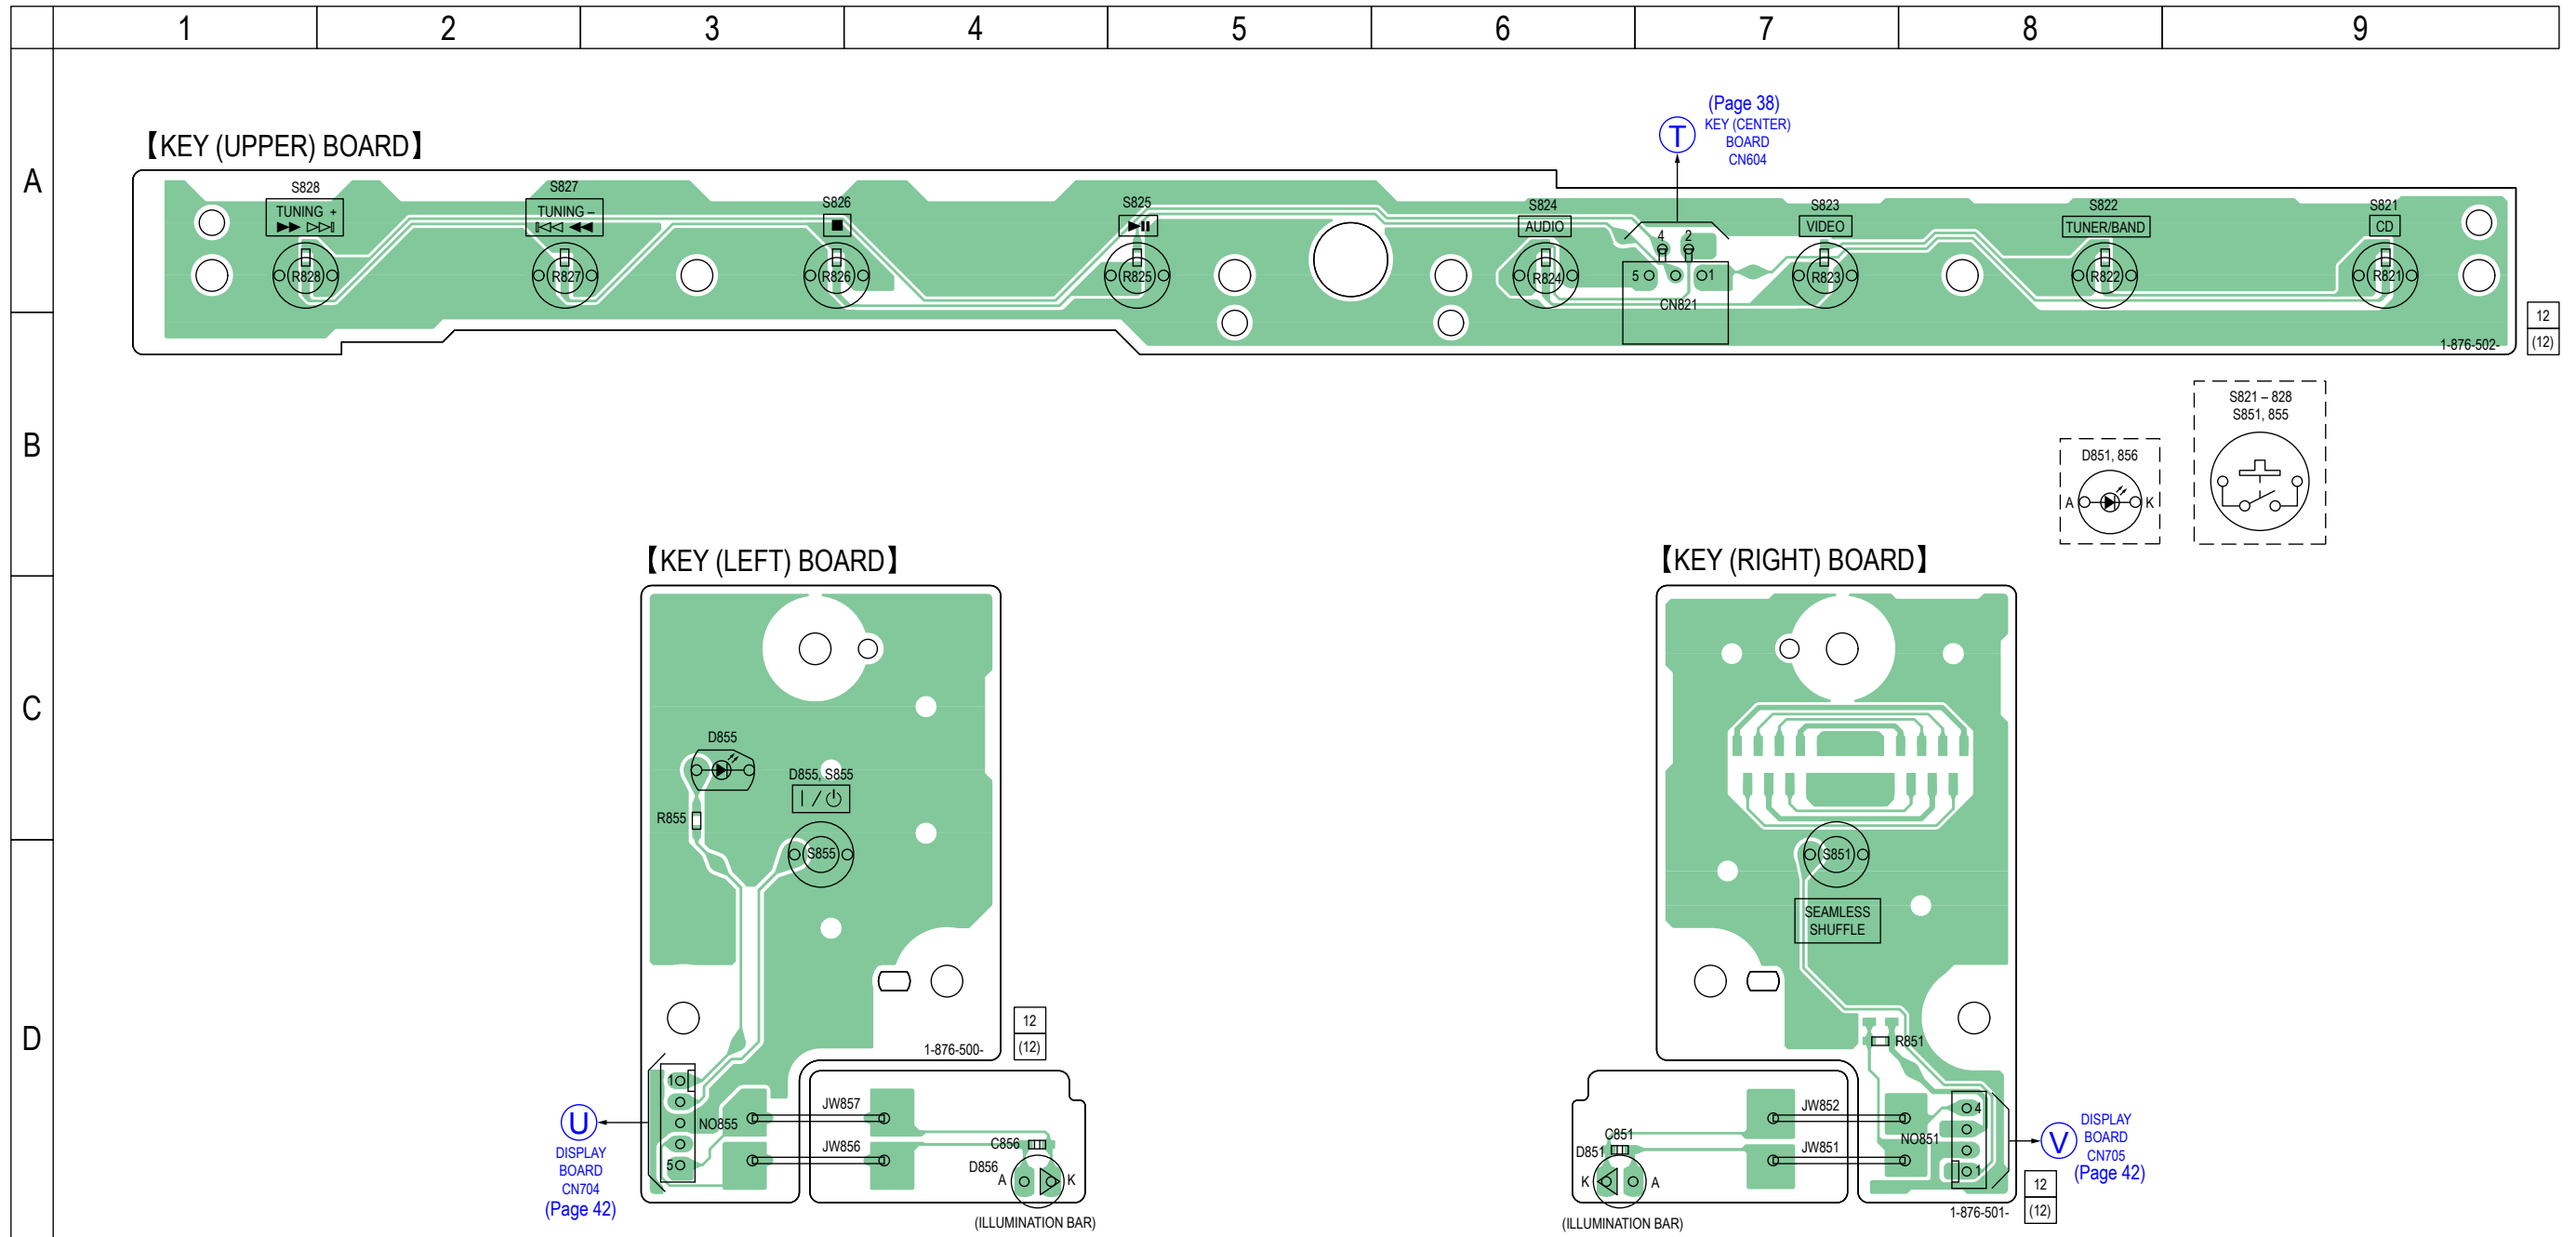 1 2 3 4 5 6 7 8 9
A
B
C
D
(Page 38)
T
KEY (CENTER)
BOARD
CN604
【KEY (UPPER) BOARD】
S828
TUNING +
S827
TUNING –
S826
S825
S824
AUDIO
S823
VIDEO
S822
TUNER/BAND
S821
CD
4 2
5 1
R828
R827
R826
R825
R824
R823
R822
R821
CN821
1-876-502-
12
(12)
S821 – 828
S851, 855
D851, 856
A K
【KEY (LEFT) BOARD】
D855
D855, S855
I / ⏻
R855
S855
1-876-500-
12
(12)
1
NO855
5
U
DISPLAY
BOARD
CN704
(Page 42)
JW857
JW856
C856
D856
A K
(ILLUMINATION BAR)
【KEY (RIGHT) BOARD】
S851
SEAMLESS
SHUFFLE
R851
JW852
JW851
C851
D851
K A
(ILLUMINATION BAR)
4
NO851
1
V
DISPLAY
BOARD
CN705
(Page 42)
12
(12)
1-876-501-